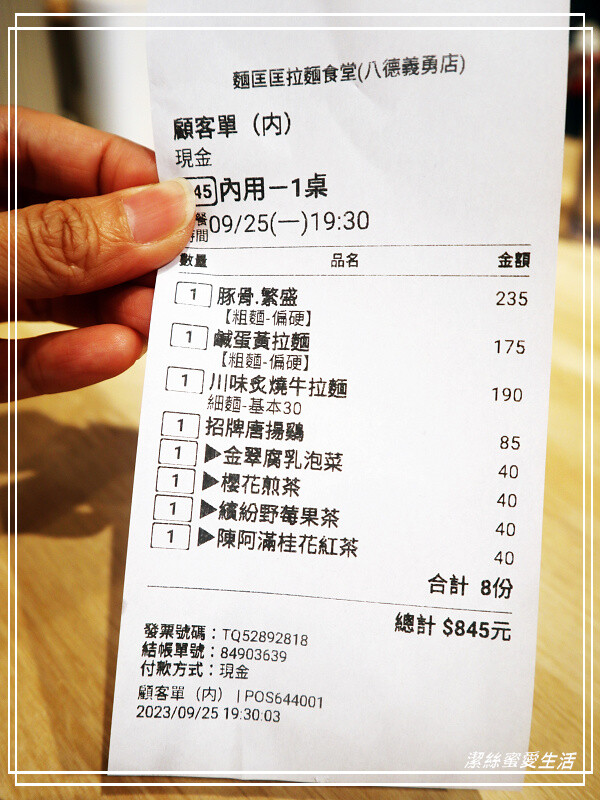 麵匡匡拉麵食堂(八德義勇店)
顧客單（內）
現金
45 內用－1桌
餐 09/25(一)19:30
時間
數量 品名 金額
1 豚骨.繁盛 235
【粗麵-偏硬】
1 鹹蛋黃拉麵 175
【粗麵-偏硬】
1 川味炙燒牛拉麵 190
細麵-基本30
1 招牌唐揚鷄 85
1 ▶金翠腐乳泡菜 40
1 ▶櫻花煎茶 40
1 ▶繽紛野莓果茶 40
1 ▶陳阿滿桂花紅茶 40
合計 8份
總計 $845元
發票號碼：TQ52892818
結帳單號：84903639
付款方式：現金
顧客單（內） | POS644001
2023/09/25 19:30:03
潔絲蜜愛生活